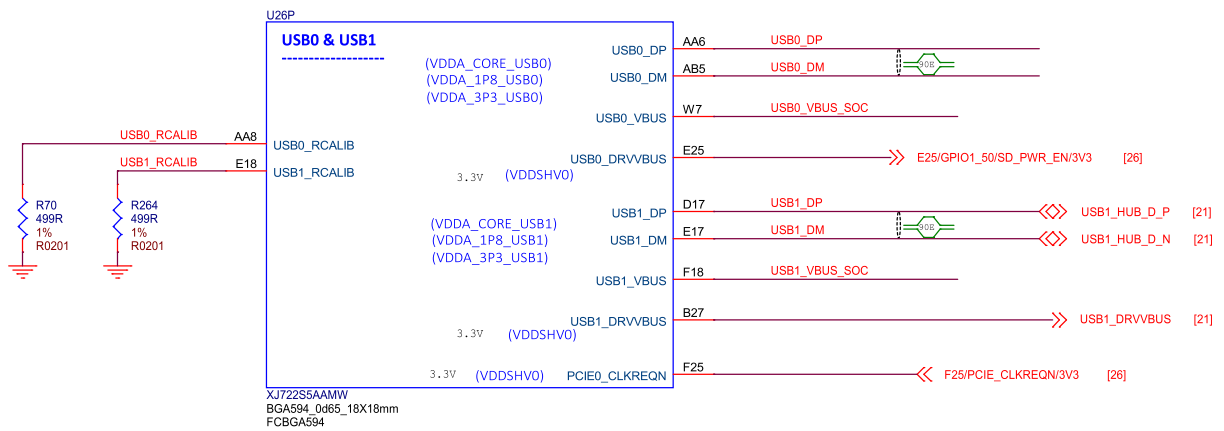 U26P
USB0 & USB1
-------------------
(VDDA_CORE_USB0)
(VDDA_1P8_USB0)
(VDDA_3P3_USB0)
USB0_DP AA6 USB0_DP
USB0_DM AB5 USB0_DM
90E
USB0_VBUS W7 USB0_VBUS_SOC
USB0_RCALIB AA8 USB0_RCALIB
USB1_RCALIB E18 USB1_RCALIB
3.3V (VDDSHV0) USB0_DRVVBUS E25 E25/GPIO1_50/SD_PWR_EN/3V3 [26]
R70
499R
1%
R0201
R264
499R
1%
R0201
(VDDA_CORE_USB1)
(VDDA_1P8_USB1)
(VDDA_3P3_USB1)
USB1_DP D17 USB1_DP USB1_HUB_D_P [21]
USB1_DM E17 USB1_DM USB1_HUB_D_N [21]
90E
USB1_VBUS F18 USB1_VBUS_SOC
3.3V (VDDSHV0) USB1_DRVVBUS B27 USB1_DRVVBUS [21]
3.3V (VDDSHV0) PCIE0_CLKREQN F25 F25/PCIE_CLKREQN/3V3 [26]
XJ722S5AAMW
BGA594_0d65_18X18mm
FCBGA594